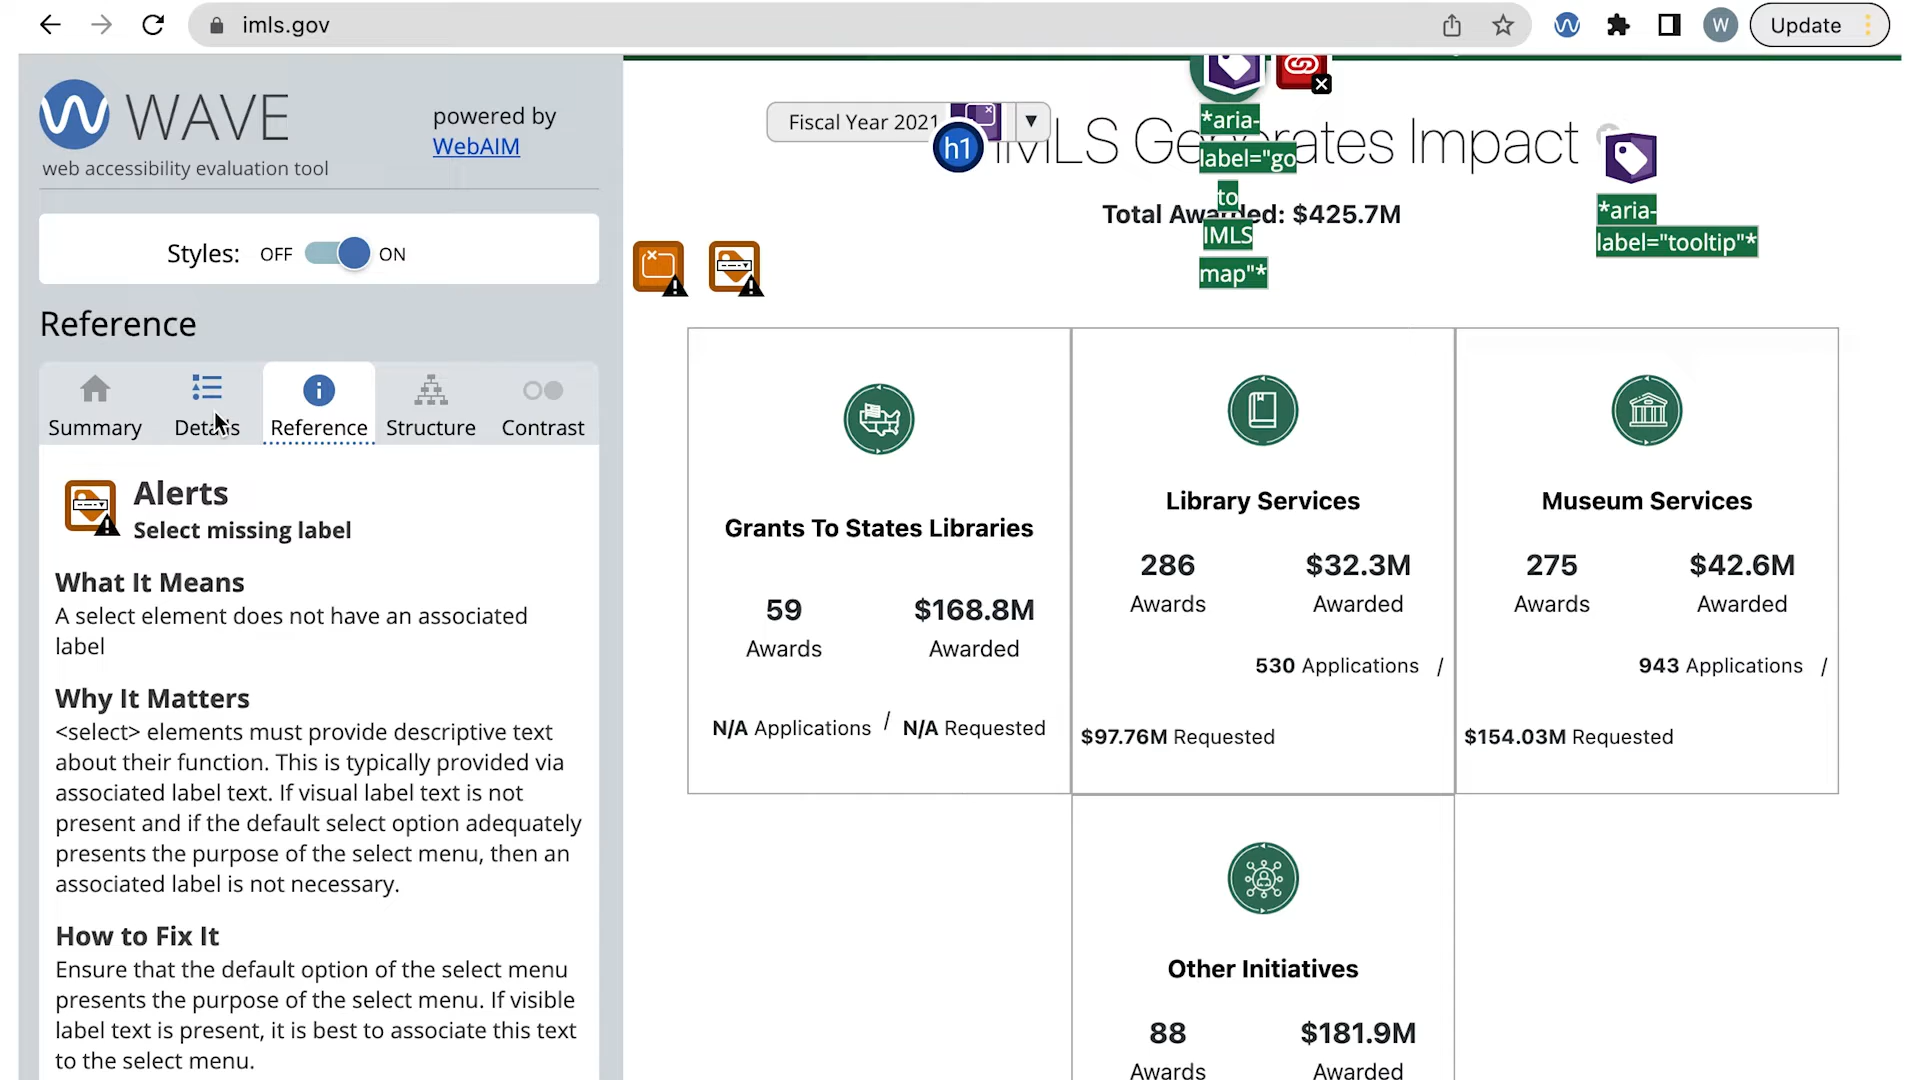 imls.gov
W
Update
WAVE
powered by
WebAIM
web accessibility evaluation tool
Styles: OFF ON
Reference
Summary
Details
Reference
Structure
Contrast
Alerts
Select missing label
What It Means
A select element does not have an associated
label
Why It Matters
<select> elements must provide descriptive text
about their function. This is typically provided via
associated label text. If visual label text is not
present and if the default select option adequately
presents the purpose of the select menu, then an
associated label is not necessary.
How to Fix It
Ensure that the default option of the select menu
presents the purpose of the select menu. If visible
label text is present, it is best to associate this text
to the select menu.
Fiscal Year 2021
h1
IMLS Generates Impact
*aria-
label="go
to
IMLS
map"*
*aria-
label="tooltip"*
Total Awarded: $425.7M
Grants To States Libraries
59 $168.8M
Awards Awarded
N/A Applications / N/A Requested
Library Services
286 $32.3M
Awards Awarded
530 Applications /
$97.76M Requested
Museum Services
275 $42.6M
Awards Awarded
943 Applications /
$154.03M Requested
Other Initiatives
88 $181.9M
Awards Awarded